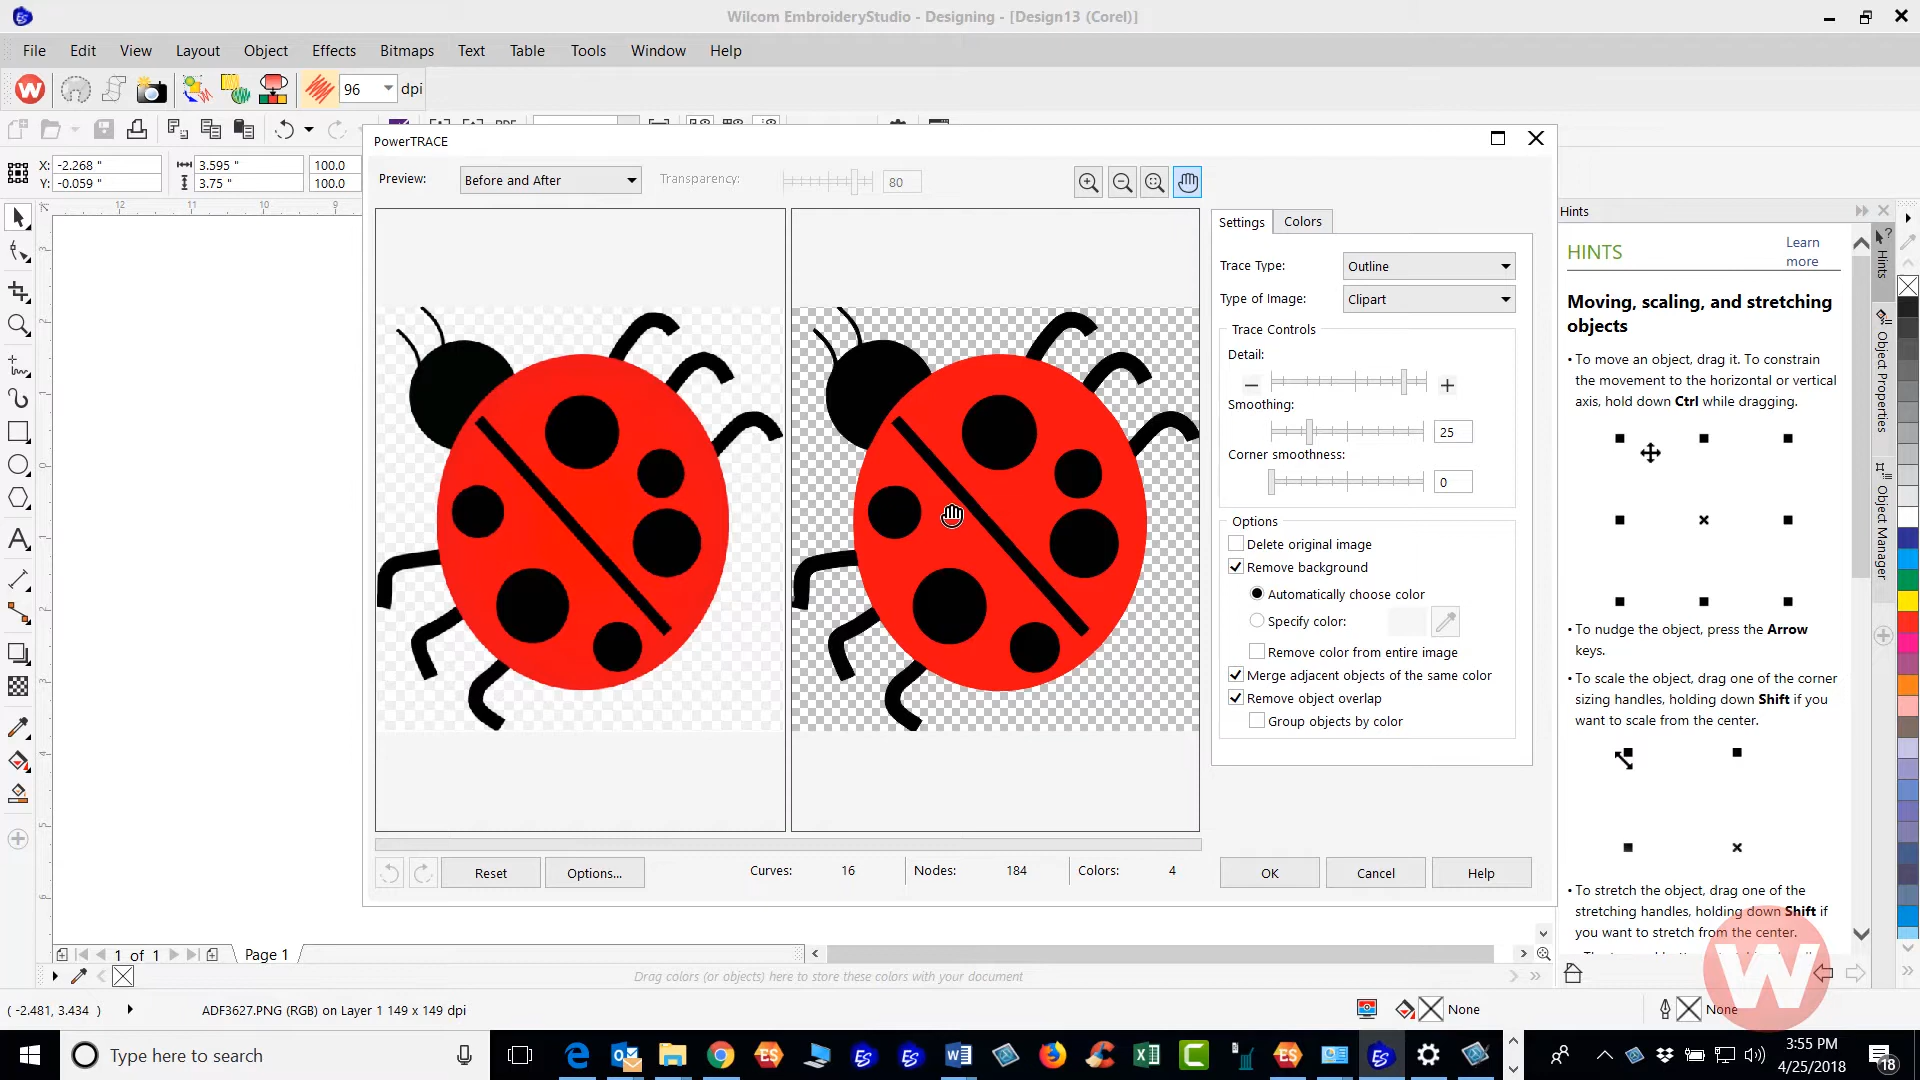 Wilcom EmbroideryStudio - Designing - [Design13 (Corel)]
File Edit View Layout Object Effects Bitmaps Text Table Tools Window Help
96 dpi
X: -2.268 " 3.595 " 100.0
Y: -0.059 " 3.75 " 100.0
PowerTRACE
Preview: Before and After Transparency: 80
Settings Colors
Trace Type: Outline
Type of Image: Clipart
Trace Controls
Detail:
Smoothing:
25
Corner smoothness:
0
Options
Delete original image
Remove background
Automatically choose color
Specify color:
Remove color from entire image
Merge adjacent objects of the same color
Remove object overlap
Group objects by color
Reset Options... Curves: 16 Nodes: 184 Colors: 4 OK Cancel Help
Hints
HINTS Learn more
Moving, scaling, and stretching
objects
• To move an object, drag it. To constrain
the movement to the horizontal or vertical
axis, hold down Ctrl while dragging.
• To nudge the object, press the Arrow
keys.
• To scale the object, drag one of the corner
sizing handles, holding down Shift if you
want to scale from the center.
• To stretch the object, drag one of the
stretching handles, holding down Shift if
you want to stretch from the center.
Hints
Object Properties
Object Manager
12 11 10 9
1 of 1 Page 1
Drag colors (or objects) here to store these colors with your document
( -2.481, 3.434 ) ADF3627.PNG (RGB) on Layer 1 149 x 149 dpi None None
W
Type here to search
3:55 PM
4/25/2018
18